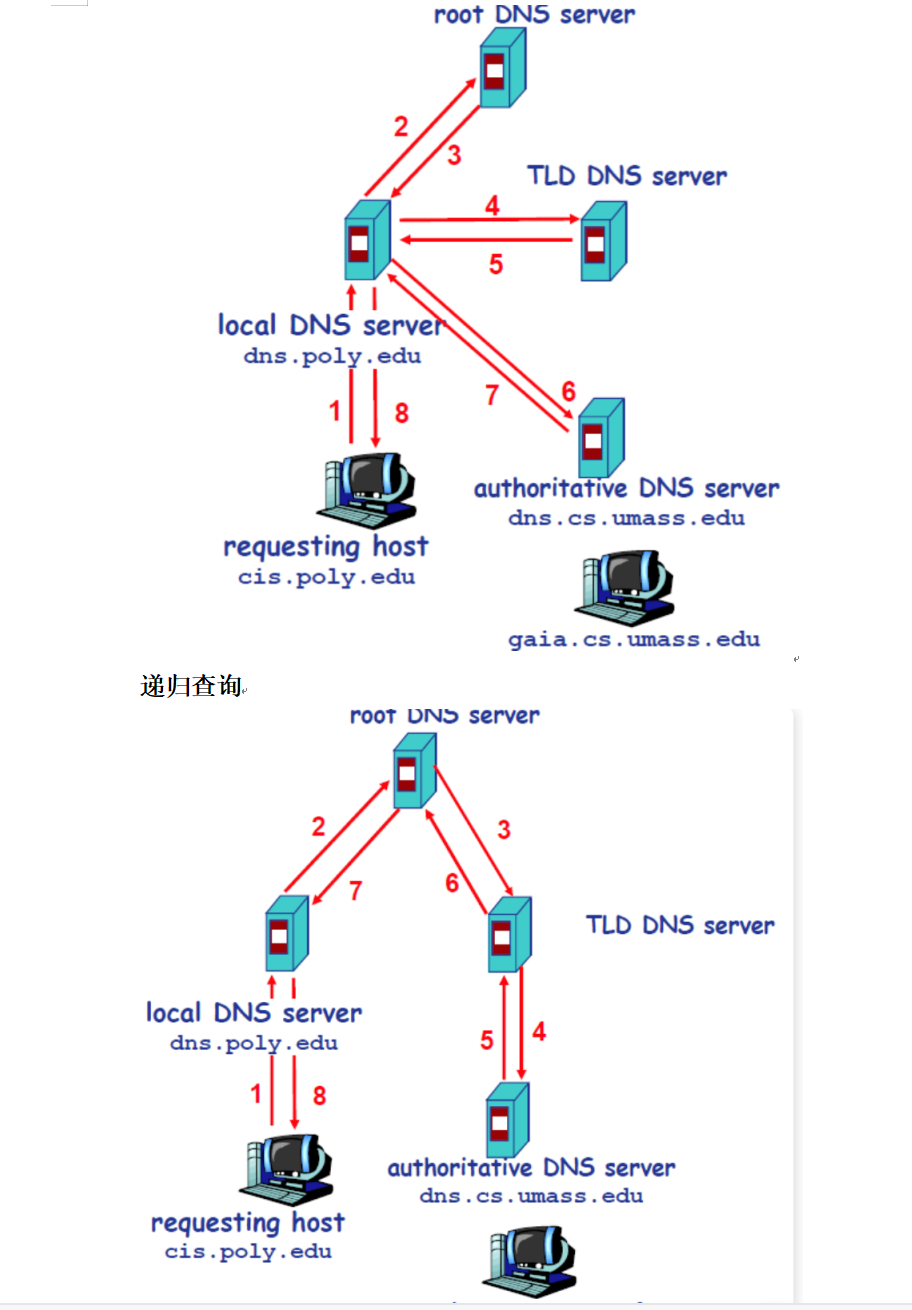 root DNS server
2
3
TLD DNS server
4
5
local DNS server
dns.poly.edu
7
6
1
8
authoritative DNS server
dns.cs.umass.edu
requesting host
cis.poly.edu
gaia.cs.umass.edu
递归查询
root DNS server
2
3
7
6
TLD DNS server
local DNS server
dns.poly.edu
5
4
1
8
authoritative DNS server
dns.cs.umass.edu
requesting host
cis.poly.edu